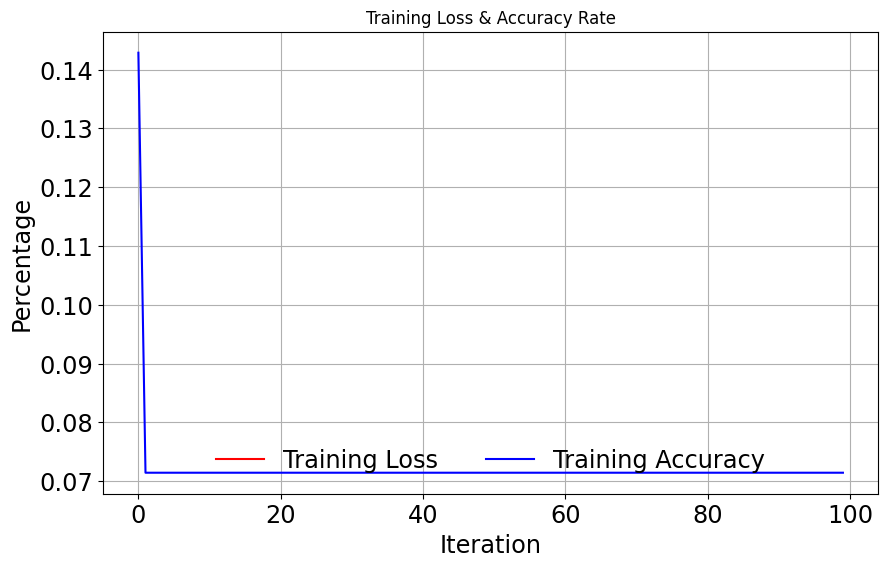 Training Loss & Accuracy Rate
0.14
0.13
0.12
0.11
0.10
0.09
0.08
0.07
Percentage
Training Loss Training Accuracy
0 20 40 60 80 100
Iteration